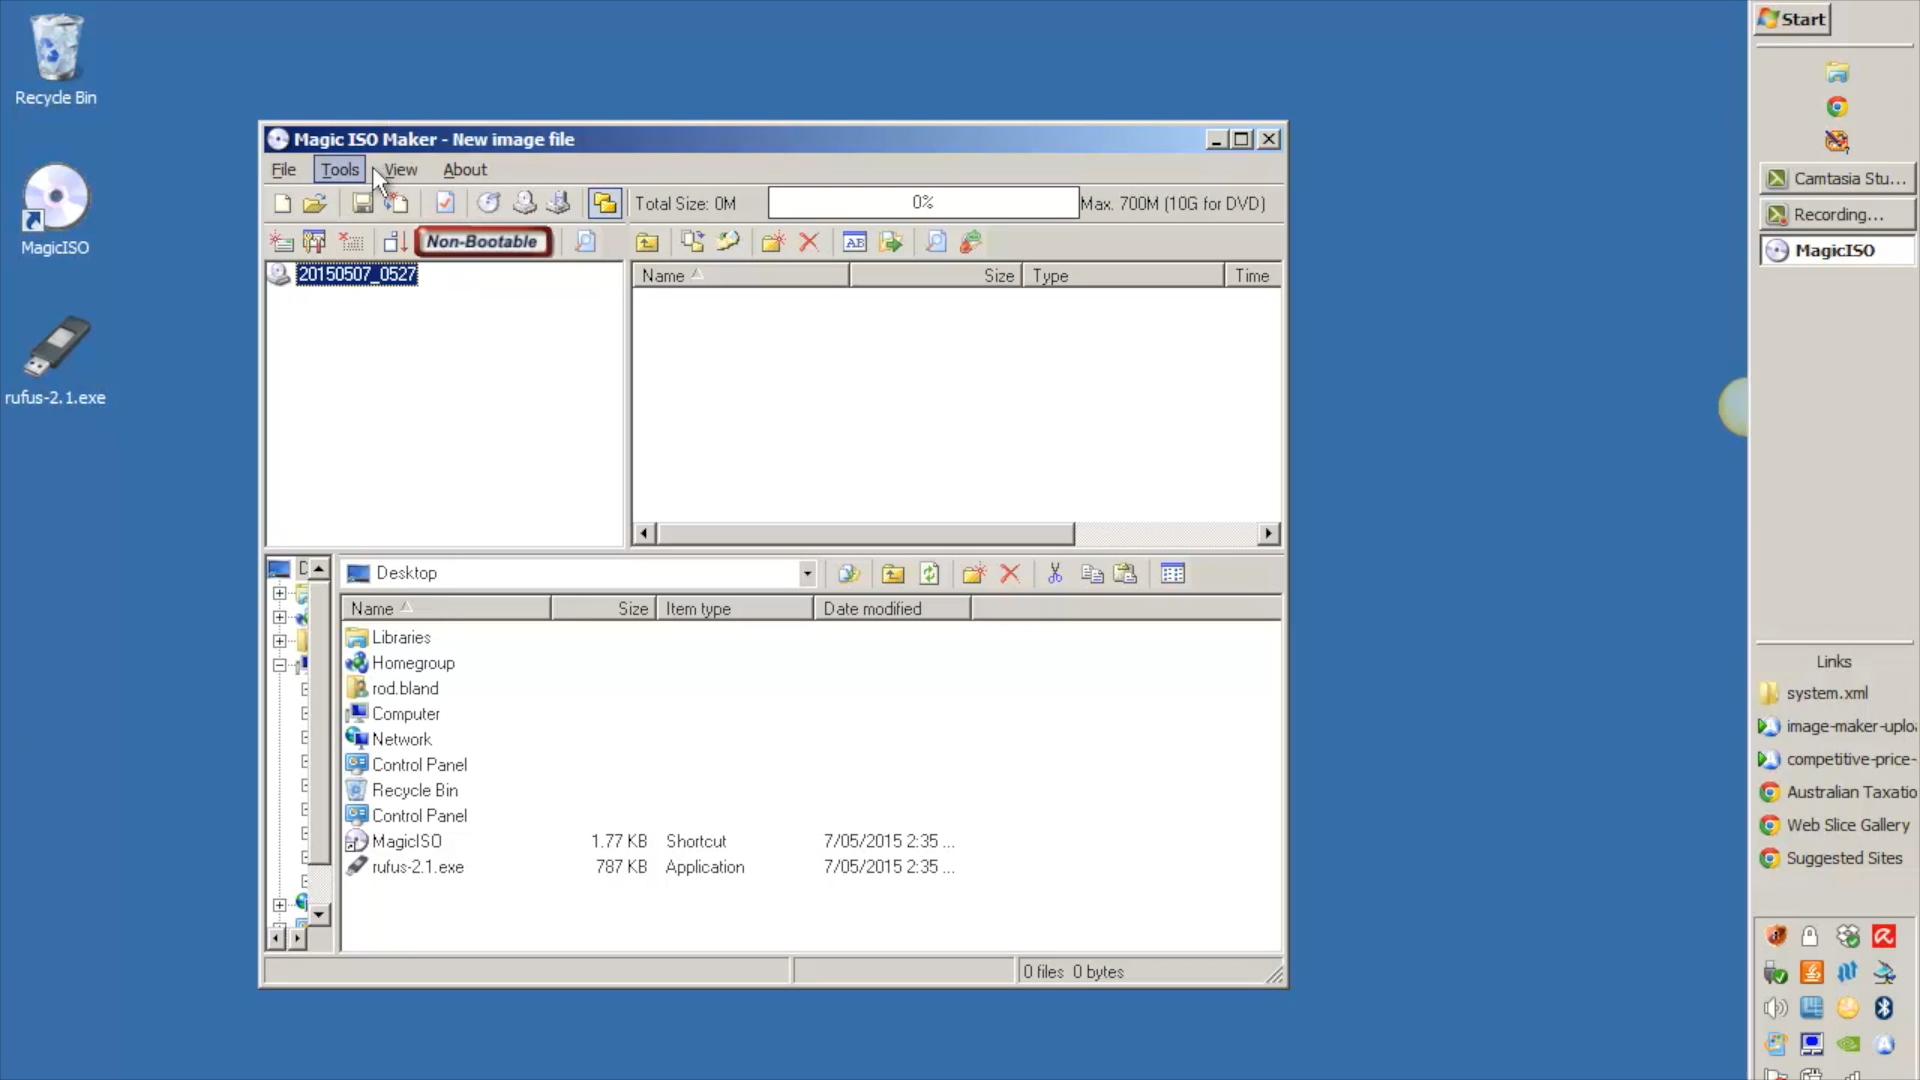 Recycle Bin
MagicISO
rufus-2.1.exe
Magic ISO Maker - New image file
File Tools View About
Total Size: 0M 0% Max. 700M (10G for DVD)
Non-Bootable
AB
20150507_0527
Name Size Type Time
Desktop
Name Size Item type Date modified
Libraries
Homegroup
rod.bland
Computer
Network
Control Panel
Recycle Bin
Control Panel
MagicISO 1.77 KB Shortcut 7/05/2015 2:35 ...
rufus-2.1.exe 787 KB Application 7/05/2015 2:35 ...
0 files 0 bytes
Start
Camtasia Stu...
Recording...
MagicISO
Links
system.xml
image-maker-uplo
competitive-price-
Australian Taxatio
Web Slice Gallery
Suggested Sites